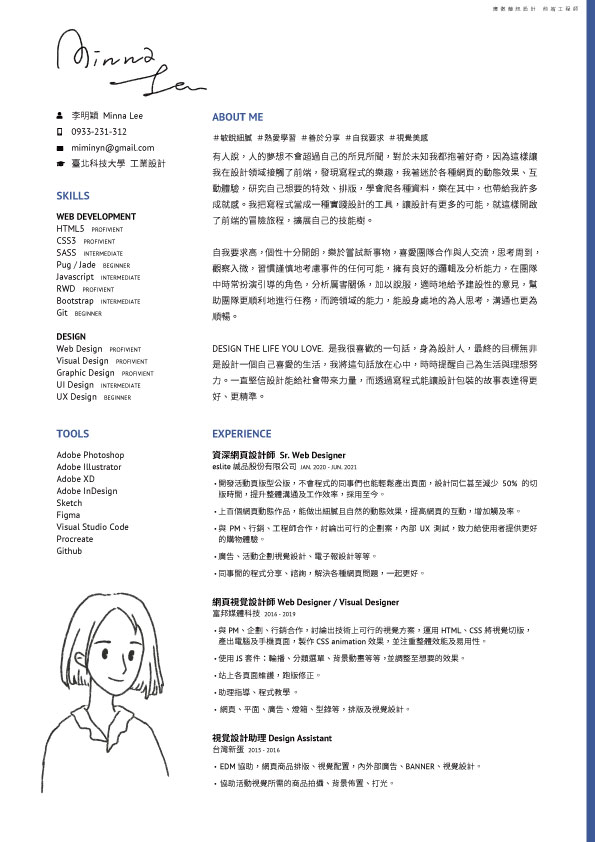 應徵職務設計 前端工程師
Minna
Lee
李明穎 Minna Lee
0933-231-312
miminyn@gmail.com
臺北科技大學 工業設計
SKILLS
WEB DEVELOPMENT
HTML5 PROFIVIENT
CSS3 PROFIVIENT
SASS INTERMEDIATE
Pug / Jade BEGINNER
Javascript INTERMEDIATE
RWD PROFIVIENT
Bootstrap INTERMEDIATE
Git BEGINNER
DESIGN
Web Design PROFIVIENT
Visual Design PROFIVIENT
Graphic Design PROFIVIENT
UI Design INTERMEDIATE
UX Design BEGINNER
TOOLS
Adobe Photoshop
Adobe Illustrator
Adobe XD
Adobe InDesign
Sketch
Figma
Visual Studio Code
Procreate
Github
ABOUT ME
#敏銳細膩 #熱愛學習 #善於分享 #自我要求 #視覺美感
有人說，人的夢想不會超過自己的所見所聞，對於未知我都抱著好奇，因為這樣讓
我在設計領域接觸了前端，發現寫程式的樂趣，我著迷於各種網頁的動態效果、互
動體驗，研究自己想要的特效、排版，學會爬各種資料，樂在其中，也帶給我許多
成就感。我把寫程式當成一種實踐設計的工具，讓設計有更多的可能，就這樣開啟
了前端的冒險旅程，擴展自己的技能樹。
自我要求高，個性十分開朗，樂於嘗試新事物，喜愛團隊合作與人交流，思考周到，
觀察入微，習慣謹慎地考慮事件的任何可能，擁有良好的邏輯及分析能力，在團隊
中時常扮演引導的角色，分析厲害關係，加以說服，適時地給予建設性的意見，幫
助團隊更順利地進行任務，而跨領域的能力，能設身處地的為人思考，溝通也更為
順暢。
DESIGN THE LIFE YOU LOVE. 是我很喜歡的一句話，身為設計人，最終的目標無非
是設計一個自己喜愛的生活，我將這句話放在心中，時時提醒自己為生活與理想努
力。一直堅信設計能給社會帶來力量，而透過寫程式能讓設計包裝的故事表達得更
好、更精準。
EXPERIENCE
資深網頁設計師 Sr. Web Designer
eslite 誠品股份有限公司 JAN. 2020 - JUN. 2021
・開發活動頁版型公版，不會程式的同事們也能輕鬆產出頁面，設計同仁甚至減少 50% 的切
版時間，提升整體溝通及工作效率，採用至今。
・上百個網頁動態作品，能做出細膩且自然的動態效果，提高網頁的互動，增加觸及率。
・與 PM、行銷、工程師合作，討論出可行的企劃案，內部 UX 測試，致力給使用者提供更好
的購物體驗。
・廣告、活動企劃視覺設計、電子報設計等等。
・同事間的程式分享、諮詢，解決各種網頁問題，一起更好。
網頁視覺設計師 Web Designer / Visual Designer
富邦媒體科技 2016 - 2019
・與 PM、企劃、行銷合作，討論出技術上可行的視覺方案，運用 HTML、CSS 將視覺切版，
產出電腦及手機頁面，製作 CSS animation 效果，並注重整體效能及易用性。
・使用 JS 套件：輪播、分類選單、背景動畫等等，並調整至想要的效果。
・站上各頁面維護，跑版修正。
・助理指導、程式教學。
・網頁、平面、廣告、燈箱、型錄等，排版及視覺設計。
視覺設計助理 Design Assistant
台灣新蛋 2015 - 2016
・EDM 協助，網頁商品排版、視覺配置，內外部廣告、BANNER、視覺設計。
・協助活動視覺所需的商品拍攝、背景佈置、打光。